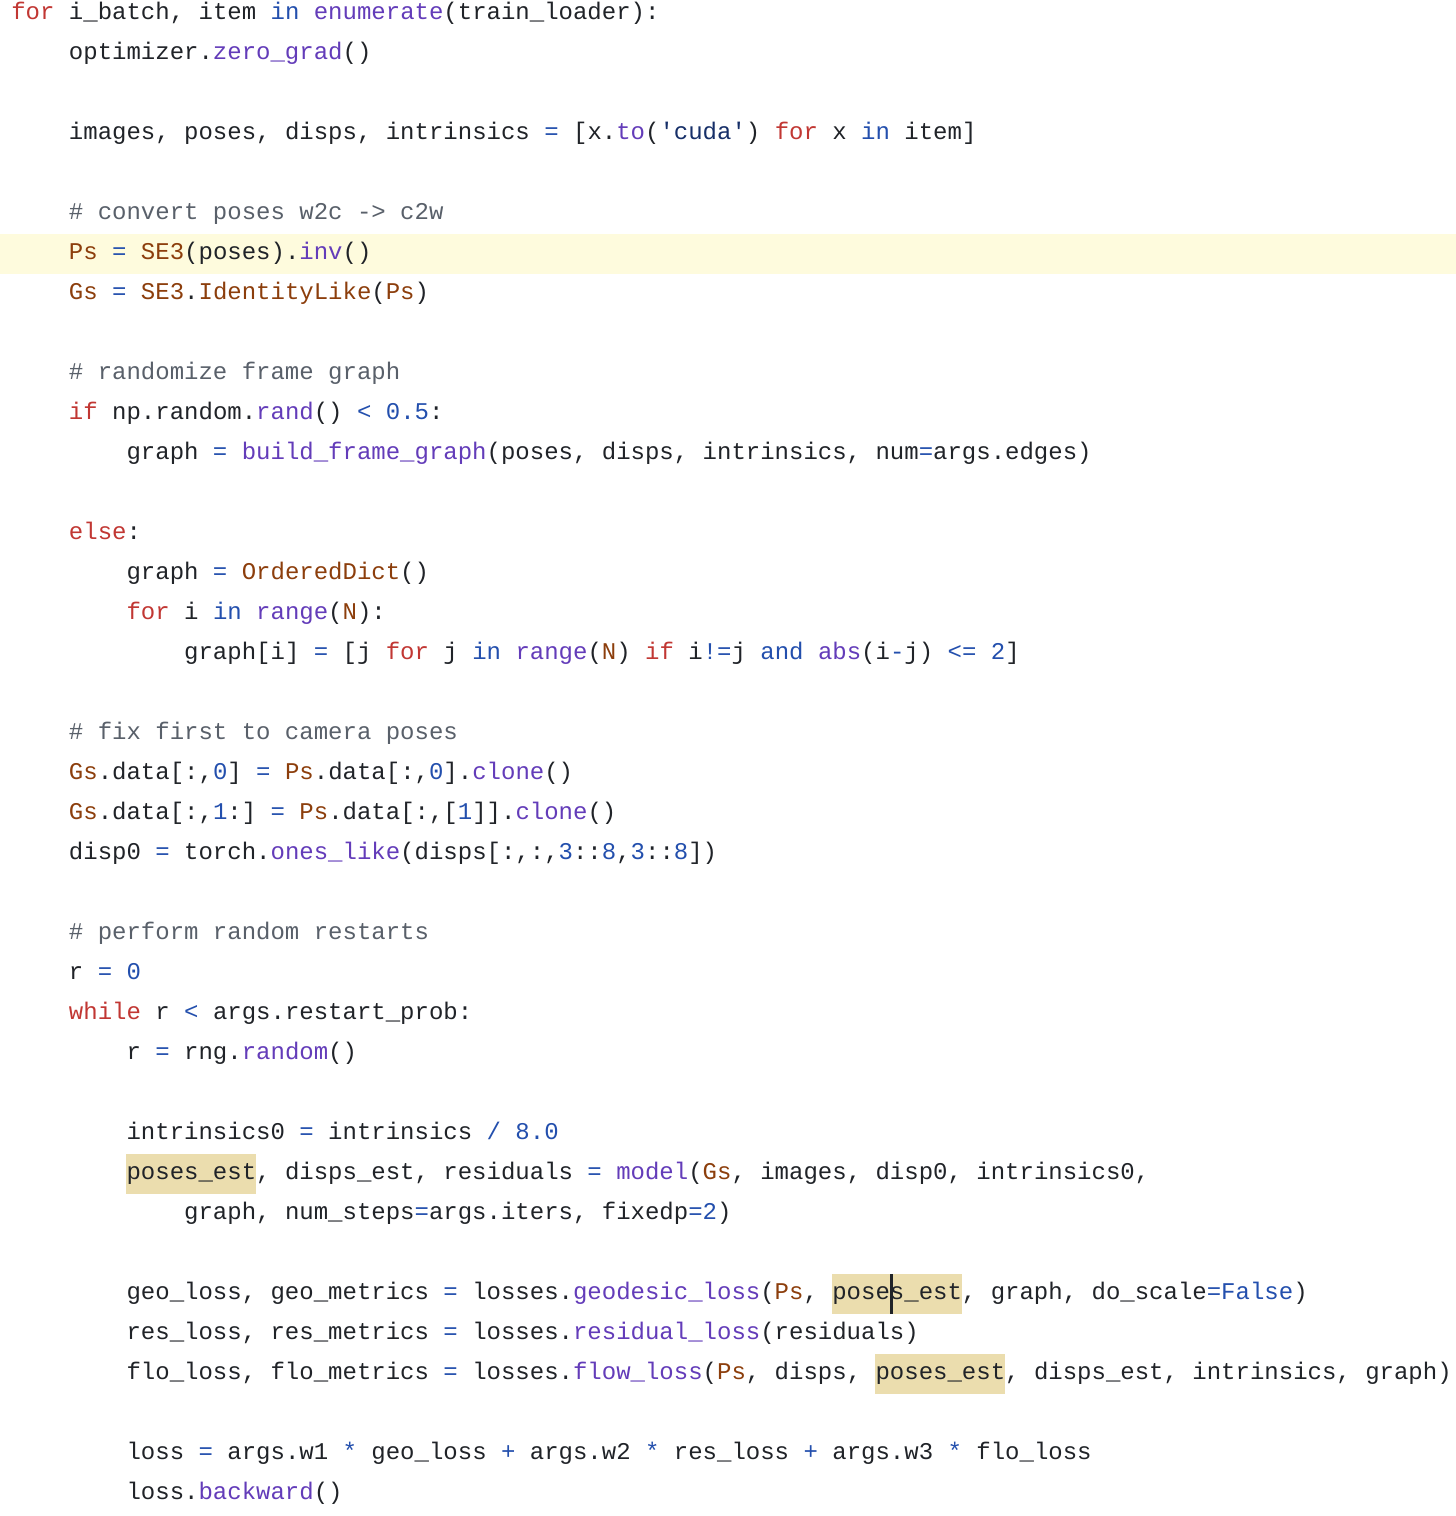 for i_batch, item in enumerate(train_loader):
    optimizer.zero_grad()

    images, poses, disps, intrinsics = [x.to('cuda') for x in item]

    # convert poses w2c -> c2w
    Ps = SE3(poses).inv()
    Gs = SE3.IdentityLike(Ps)

    # randomize frame graph
    if np.random.rand() < 0.5:
        graph = build_frame_graph(poses, disps, intrinsics, num=args.edges)

    else:
        graph = OrderedDict()
        for i in range(N):
            graph[i] = [j for j in range(N) if i!=j and abs(i-j) <= 2]

    # fix first to camera poses
    Gs.data[:,0] = Ps.data[:,0].clone()
    Gs.data[:,1:] = Ps.data[:,[1]].clone()
    disp0 = torch.ones_like(disps[:,:,3::8,3::8])

    # perform random restarts
    r = 0
    while r < args.restart_prob:
        r = rng.random()

        intrinsics0 = intrinsics / 8.0
        poses_est, disps_est, residuals = model(Gs, images, disp0, intrinsics0,
            graph, num_steps=args.iters, fixedp=2)

        geo_loss, geo_metrics = losses.geodesic_loss(Ps, poses_est, graph, do_scale=False)
        res_loss, res_metrics = losses.residual_loss(residuals)
        flo_loss, flo_metrics = losses.flow_loss(Ps, disps, poses_est, disps_est, intrinsics, graph)

        loss = args.w1 * geo_loss + args.w2 * res_loss + args.w3 * flo_loss
        loss.backward()